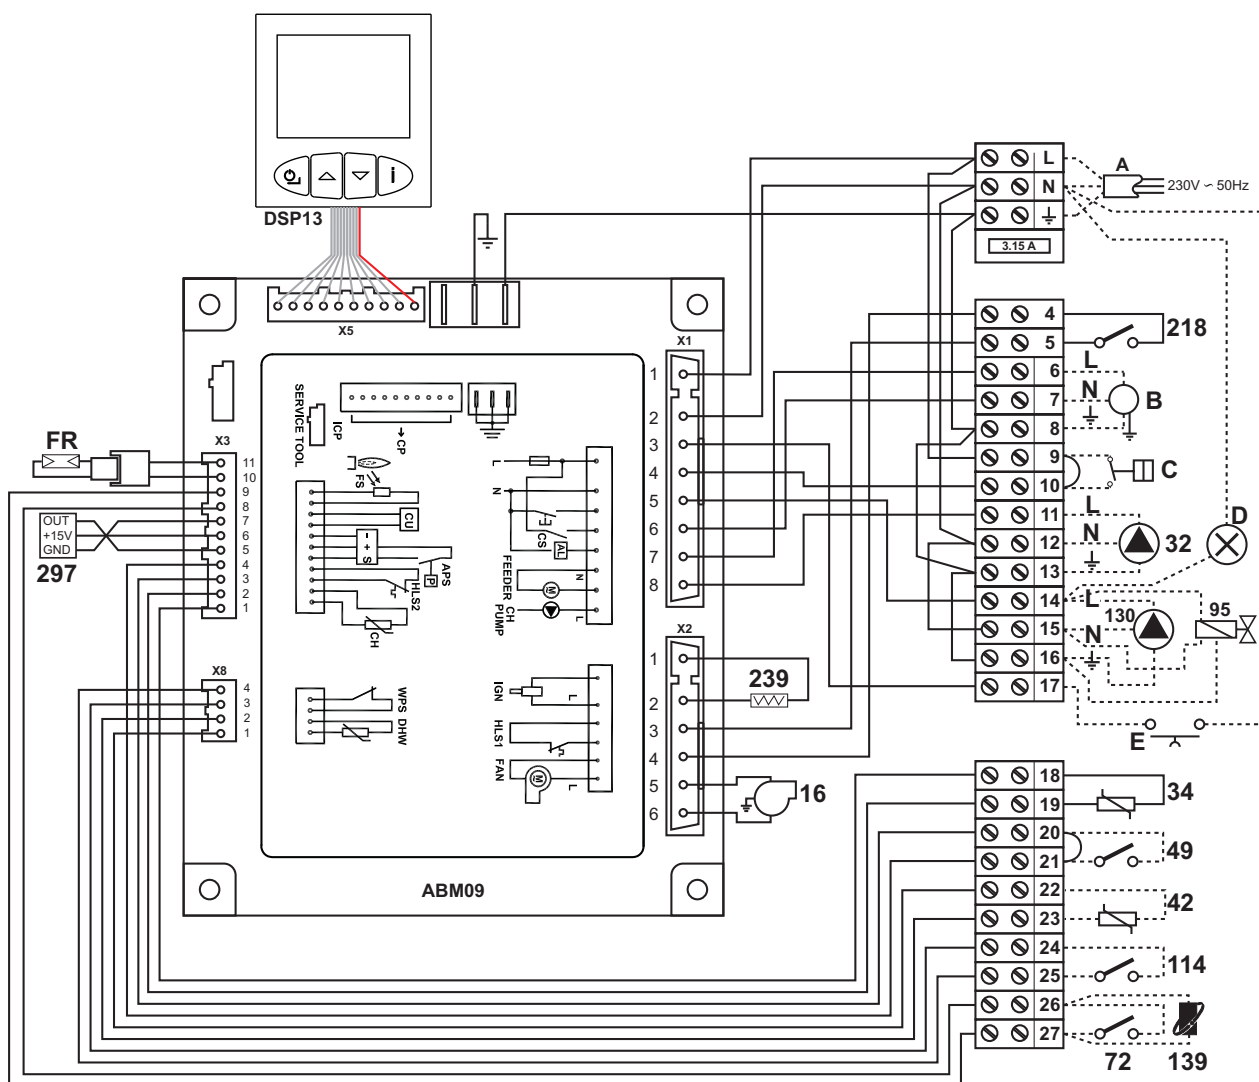 i
DSP13
A
L
N
230V ~ 50Hz
3.15 A
X5
X1
1
2
3
4
5
6
7
8
4
5
6
7
8
9
10
11
12
13
14
15
16
17
218
L
N
B
C
L
N
32
D
L
130
N
95
E
SERVICE TOOL
ICP
CP
FS
CU
- + S
APS
P
HLS2
CH
L
N
CS
AL
FEEDER
M
N
CH PUMP
L
FR
X3
11
10
9
8
7
6
5
4
3
2
1
OUT
+15V
GND
297
X8
4
3
2
1
WPS
DHW
IGN
L
HLS1
FAN
M
L
X2
1
2
3
4
5
6
239
16
ABM09
18
19
20
21
22
23
24
25
26
27
34
49
42
114
72
139